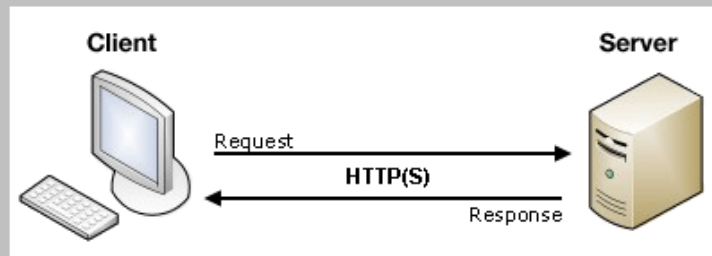 Client
Server
Request
HTTP(S)
Response